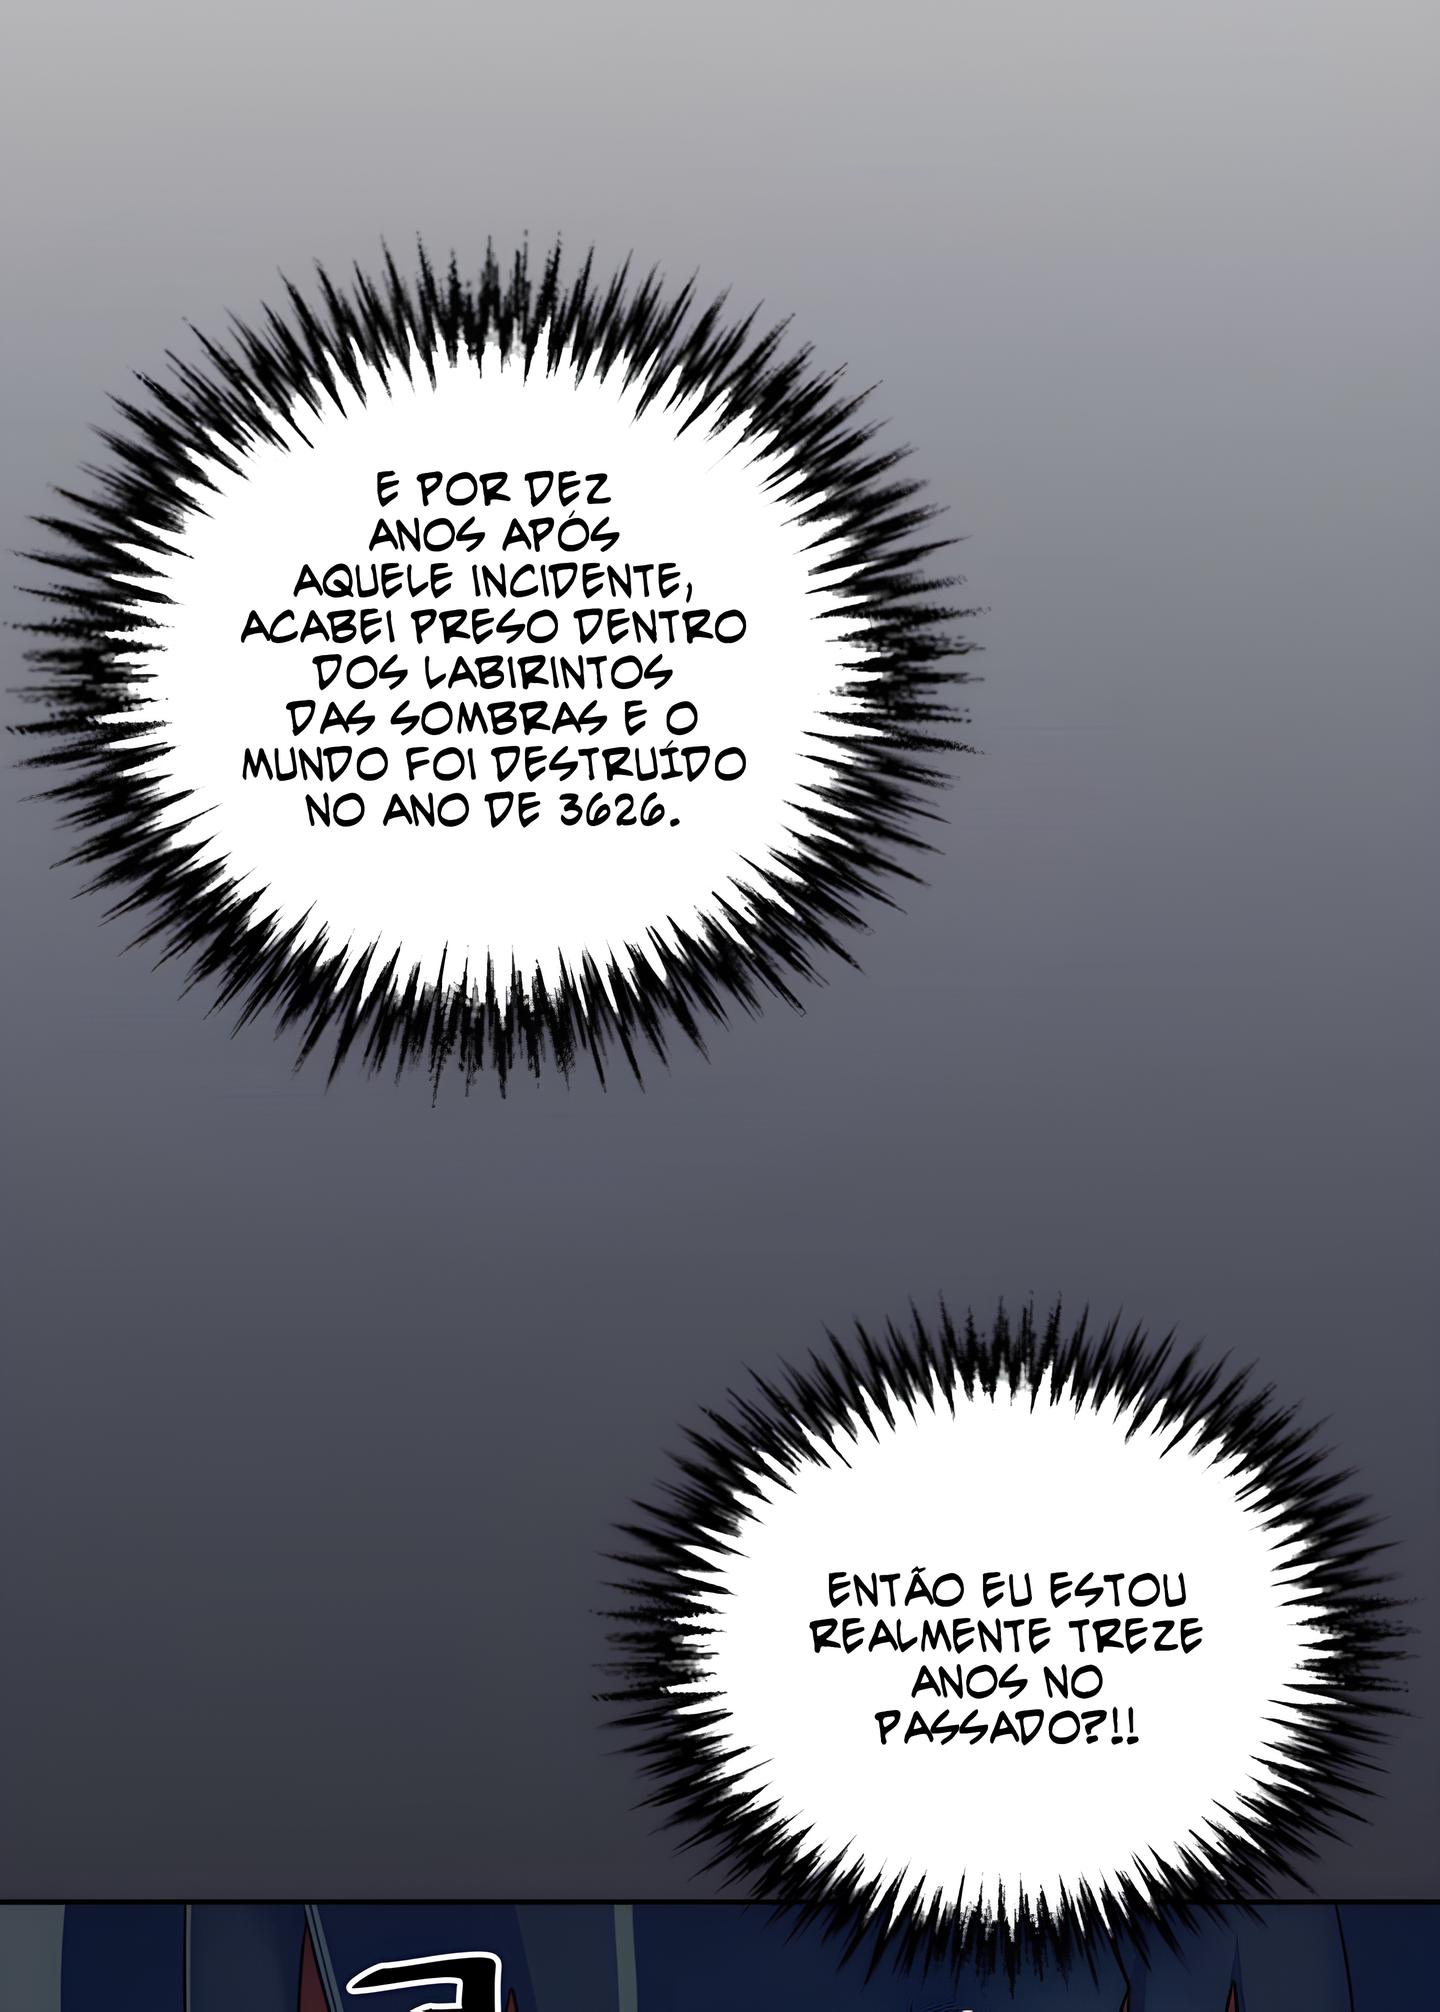 E POR DEZ
ANOS APÓS
AQUELE INCIDENTE,
ACABEI PRESO DENTRO
DOS LABIRINTOS
DAS SOMBRAS E O
MUNDO FOI DESTRUÍDO
NO ANO DE 3626.
ENTÃO EU ESTOU
REALMENTE TREZE
ANOS NO
PASSADO?!!